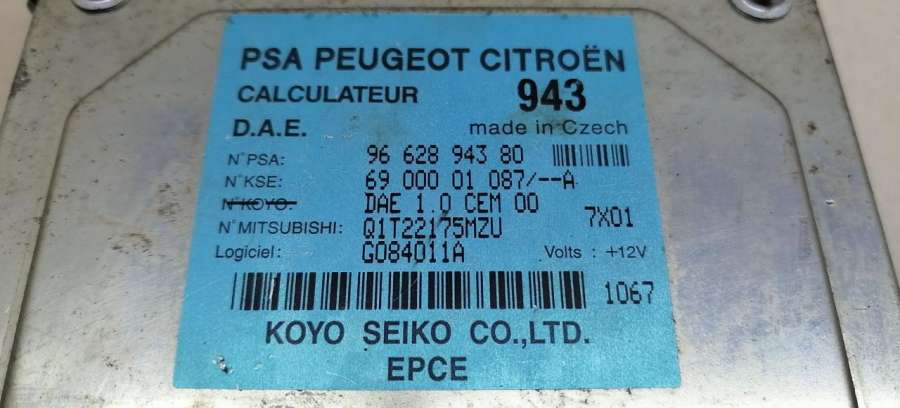 PSA PEUGEOT CITROËN
CALCULATEUR 943
D.A.E. made in Czech
N°PSA: 96 628 943 80
N°KSE: 69 000 01 087/--A
N°KOYO: DAE 1.0 CEM 00
7X01
N°MITSUBISHI: Q1T22175MZU
Logiciel: G084011A Volts : +12V
1067
KOYO SEIKO CO.,LTD.
EPCE